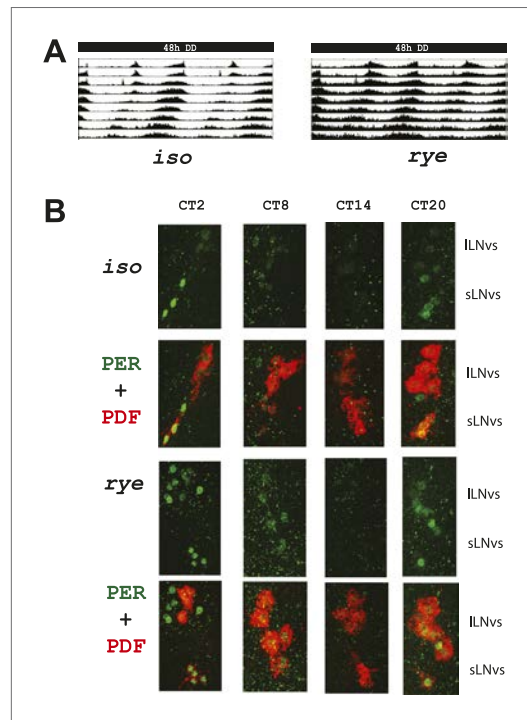 A
48h DD
48h DD
iso
rye
B
CT2
CT8
CT14
CT20
iso
lLNvs
sLNvs
PER
+
PDF
lLNvs
sLNvs
rye
lLNvs
sLNvs
PER
+
PDF
lLNvs
sLNvs